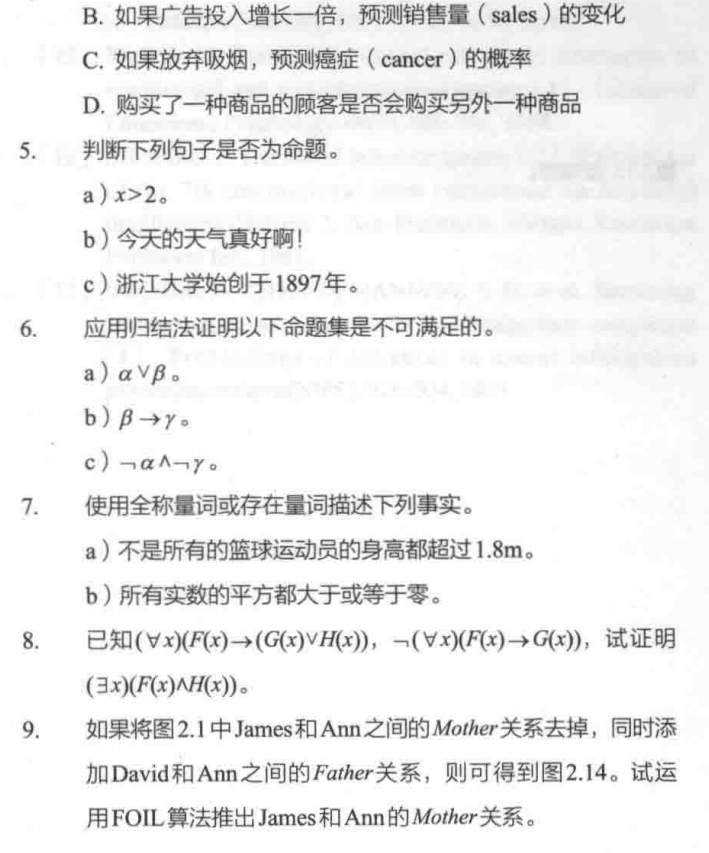 B. 如果广告投入增长一倍，预测销售量（sales）的变化
C. 如果放弃吸烟，预测癌症（cancer）的概率
D. 购买了一种商品的顾客是否会购买另外一种商品
5. 判断下列句子是否为命题。
a）x>2。
b）今天的天气真好啊！
c）浙江大学始创于1897年。
6. 应用归结法证明以下命题集是不可满足的。
a）α∨β。
b）β→γ。
c）¬α∧¬γ。
7. 使用全称量词或存在量词描述下列事实。
a）不是所有的篮球运动员的身高都超过1.8m。
b）所有实数的平方都大于或等于零。
8. 已知(∀x)(F(x)→(G(x)∨H(x))，¬(∀x)(F(x)→G(x))，试证明
(∃x)(F(x)∧H(x))。
9. 如果将图2.1中James和Ann之间的Mother关系去掉，同时添
加David和Ann之间的Father关系，则可得到图2.14。试运
用FOIL算法推出James和Ann的Mother关系。